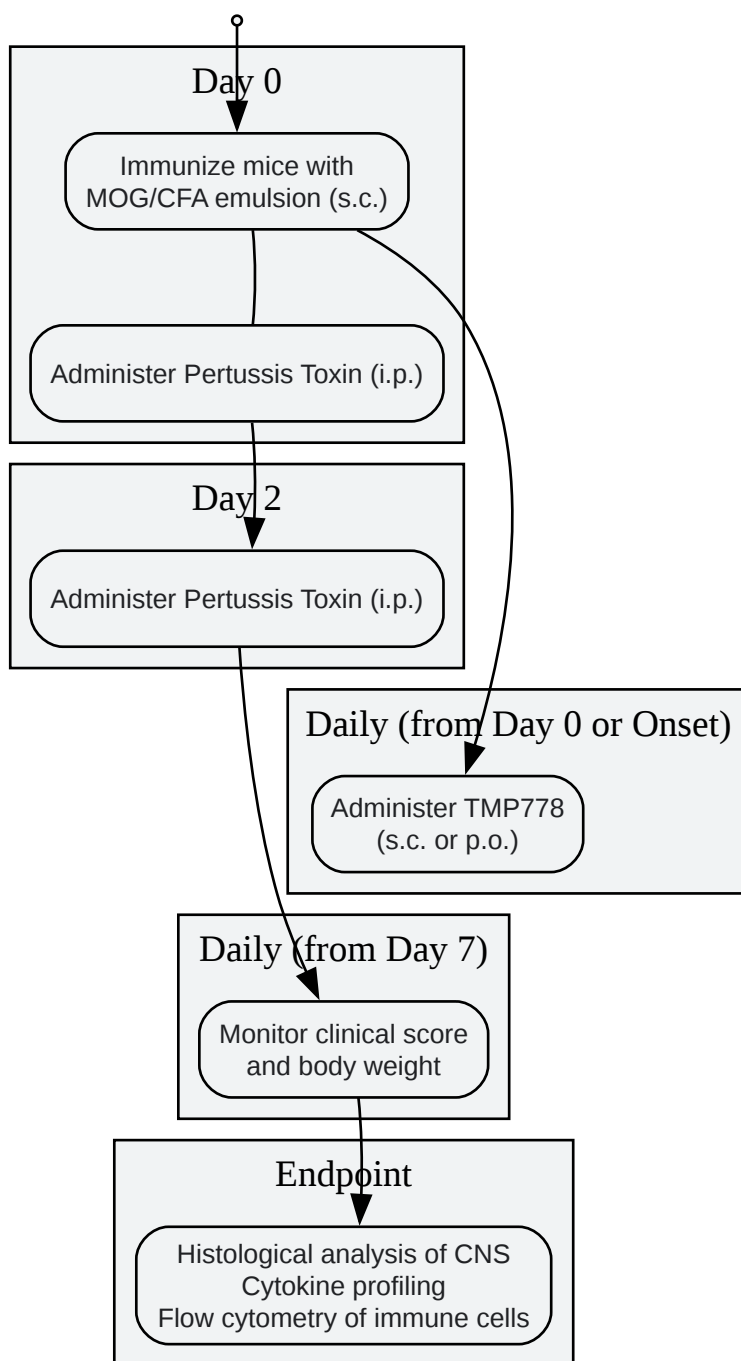 Day 0
Immunize mice with
MOG/CFA emulsion (s.c.)
Administer Pertussis Toxin (i.p.)
Day 2
Administer Pertussis Toxin (i.p.)
Daily (from Day 0 or Onset)
Administer TMP778
(s.c. or p.o.)
Daily (from Day 7)
Monitor clinical score
and body weight
Endpoint
Histological analysis of CNS
Cytokine profiling
Flow cytometry of immune cells